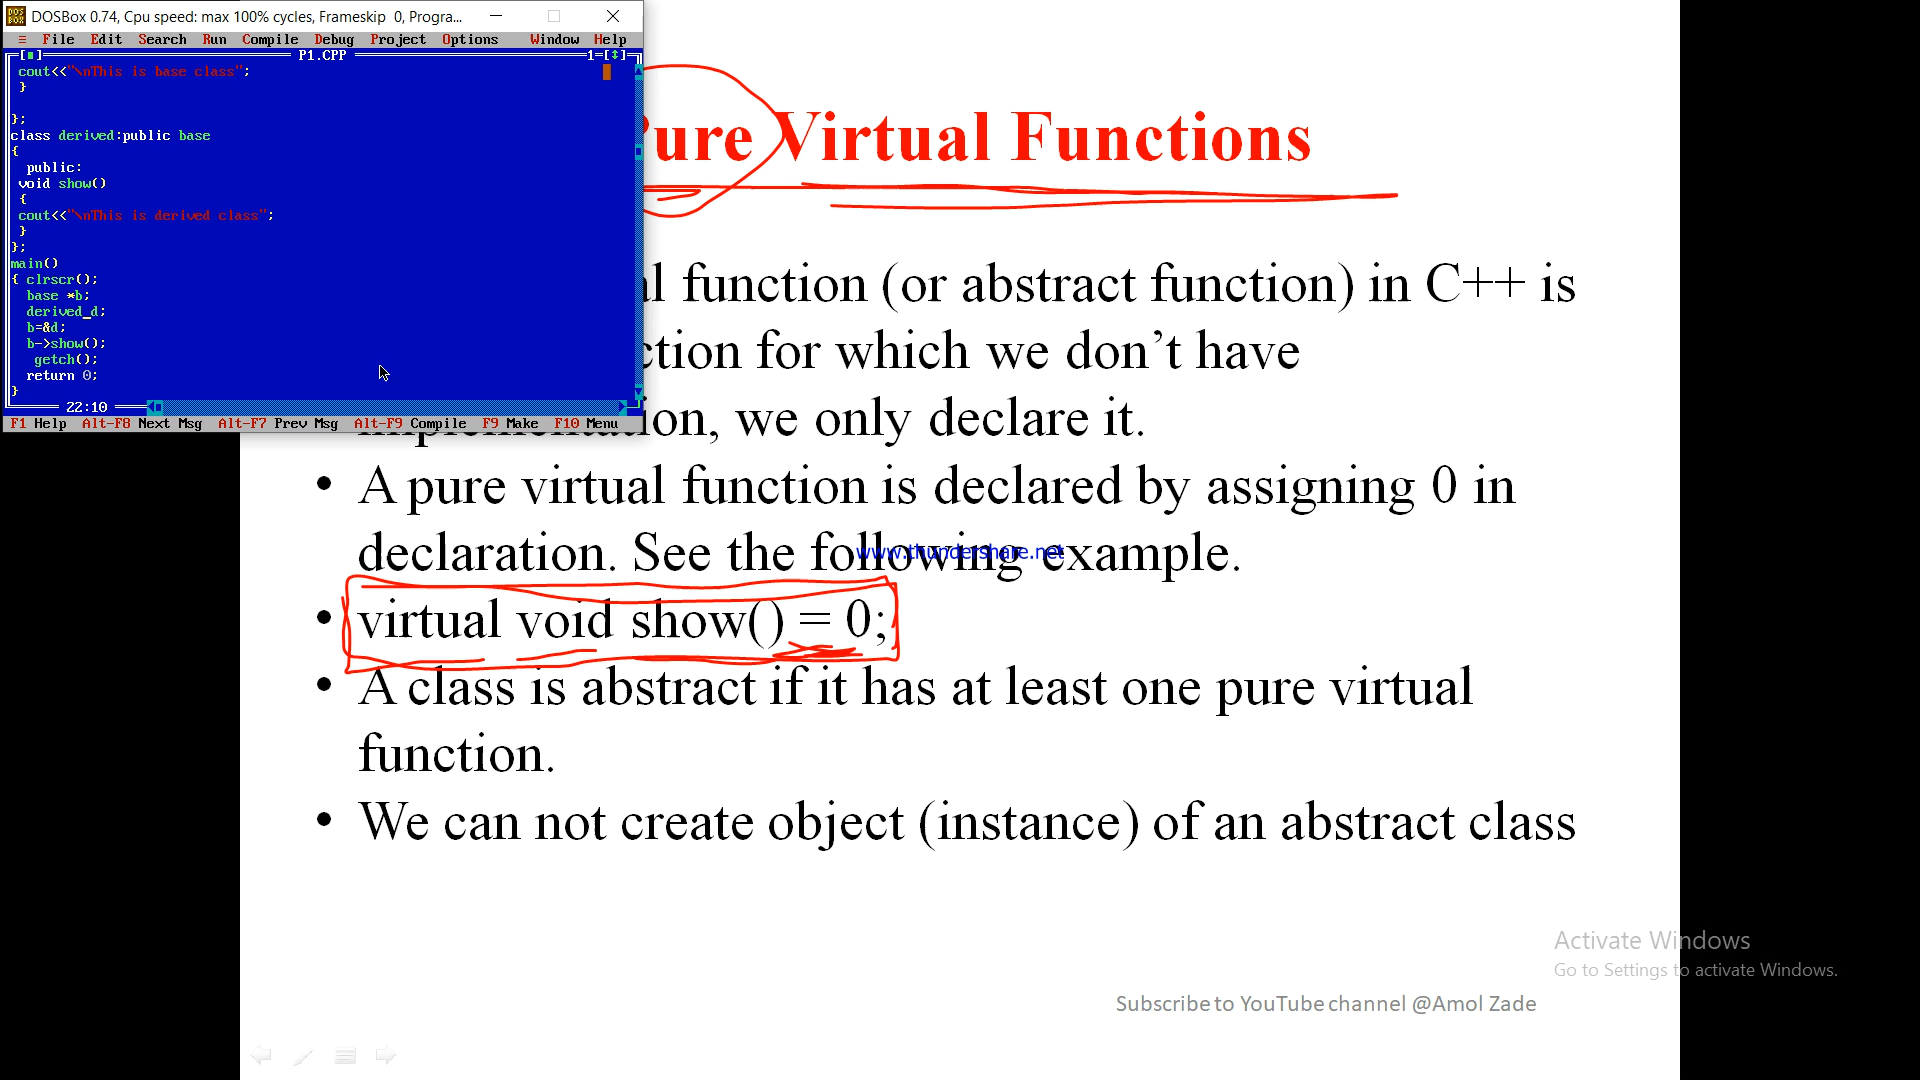 DOSBox 0.74, Cpu speed: max 100% cycles, Frameskip 0, Progra...
≡ File Edit Search Run Compile Debug Project Options Window Help
P1.CPP
1=[↕]
cout<<"\nThis is base class";
}
};
class derived:public base
{
public:
void show()
{
cout<<"\nThis is derived class";
}
};
main()
{ clrscr();
base *b;
derived_d;
b=&d;
b->show();
getch();
return 0;
}
22:10
F1 Help Alt-F8 Next Msg Alt-F7 Prev Msg Alt-F9 Compile F9 Make F10 Menu
Pure Virtual Functions
function (or abstract function) in C++ is
for which we don’t have
we only declare it.
• A pure virtual function is declared by assigning 0 in
declaration. See the following example.
www.thundershare.net
• virtual void show() = 0;
• A class is abstract if it has at least one pure virtual
function.
• We can not create object (instance) of an abstract class
Activate Windows
Go to Settings to activate Windows.
Subscribe to YouTube channel @Amol Zade